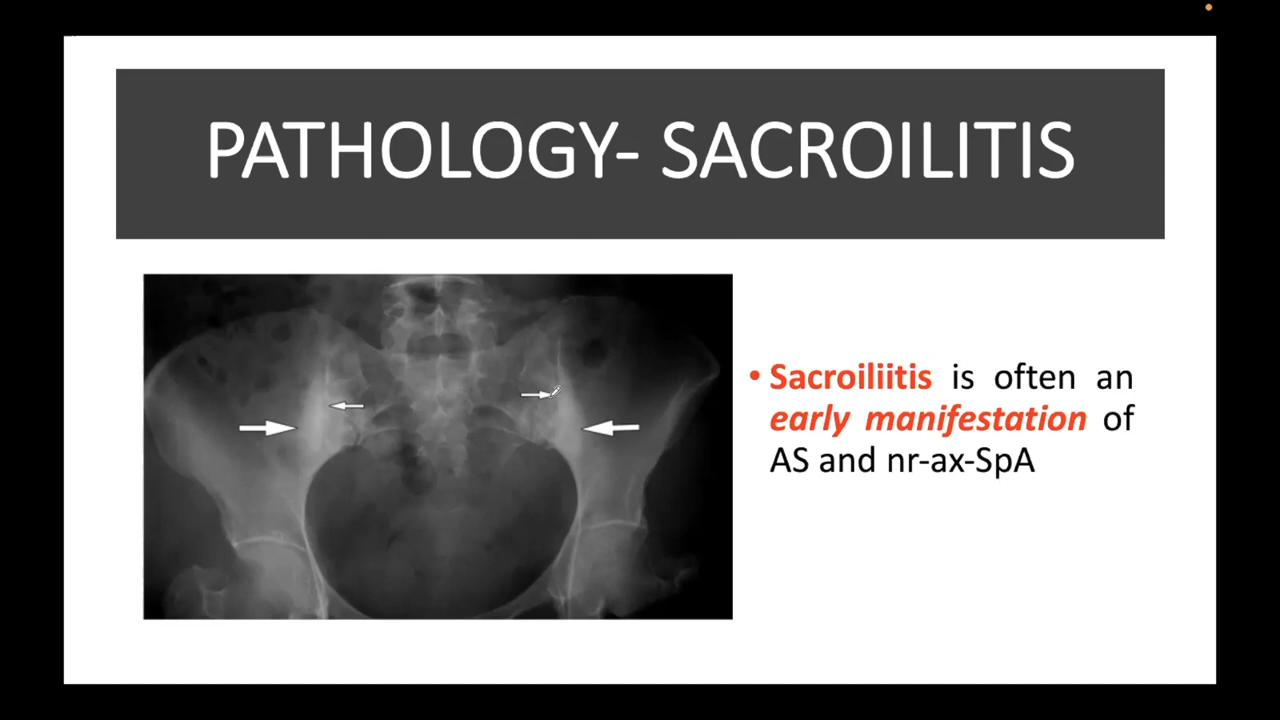 PATHOLOGY- SACROILITIS
• Sacroiliitis is often an
early manifestation of
AS and nr-ax-SpA